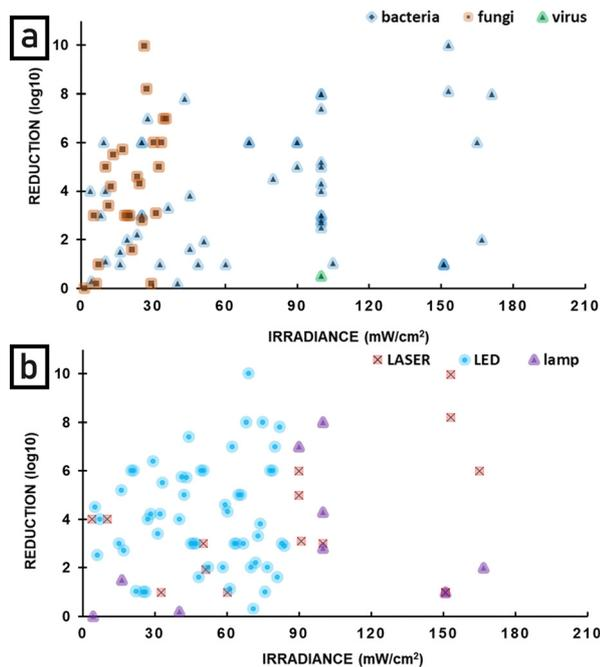 a
bacteria fungi virus
REDUCTION (log10)
10
8
6
4
2
0
0 30 60 90 120 150 180 210
IRRADIANCE (mW/cm²)
b
LASER LED lamp
REDUCTION (log10)
10
8
6
4
2
0
0 30 60 90 120 150 180 210
IRRADIANCE (mW/cm²)